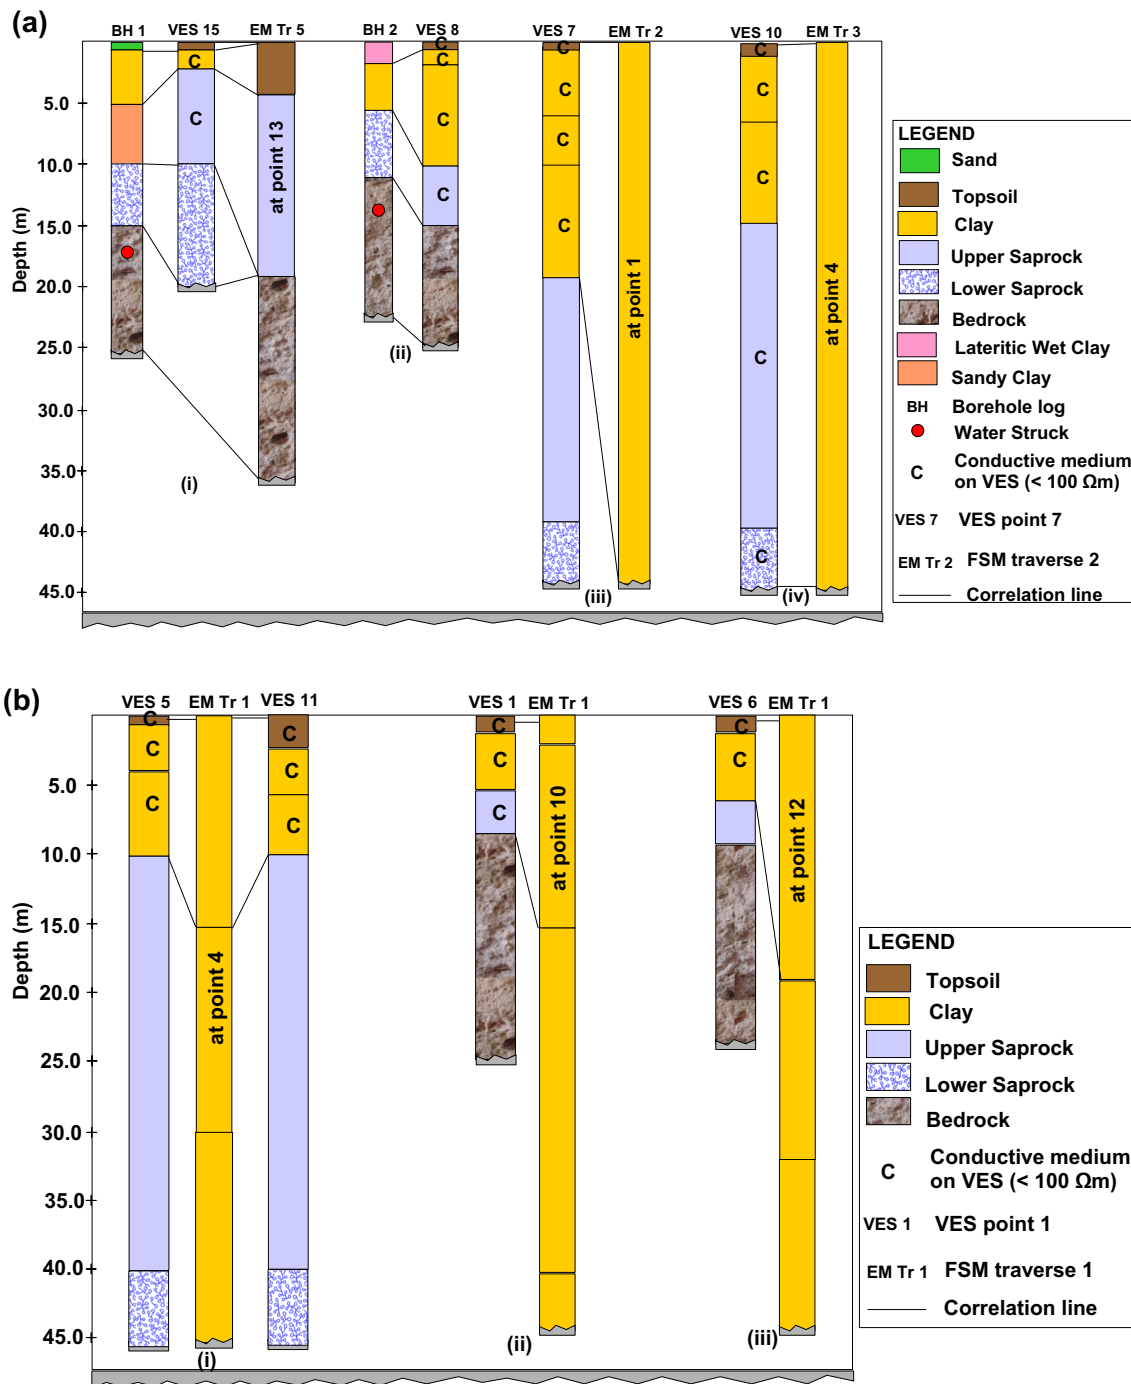 (a)
BH 1 VES 15 EM Tr 5 BH 2 VES 8 VES 7 EM Tr 2 VES 10 EM Tr 3
C C C C
C C C
5.0
C C C at point 13
10.0
C C C
15.0
20.0
25.0
30.0
35.0
40.0
45.0
Depth (m)
at point 1
at point 4
C
C
(i)
(ii)
(iii)
(iv)
LEGEND
Sand
Topsoil
Clay
Upper Saprock
Lower Saprock
Bedrock
Lateritic Wet Clay
Sandy Clay
BH Borehole log
Water Struck
C Conductive medium
on VES (< 100 Ωm)
VES 7 VES point 7
EM Tr 2 FSM traverse 2
Correlation line
(b)
VES 5 EM Tr 1 VES 11 VES 1 EM Tr 1 VES 6 EM Tr 1
C C C C
C C C C
5.0
C C C
10.0
15.0
20.0
25.0
30.0
35.0
40.0
45.0
Depth (m)
at point 4
at point 10
at point 12
(i)
(ii)
(iii)
LEGEND
Topsoil
Clay
Upper Saprock
Lower Saprock
Bedrock
C Conductive medium
on VES (< 100 Ωm)
VES 1 VES point 1
EM Tr 1 FSM traverse 1
Correlation line